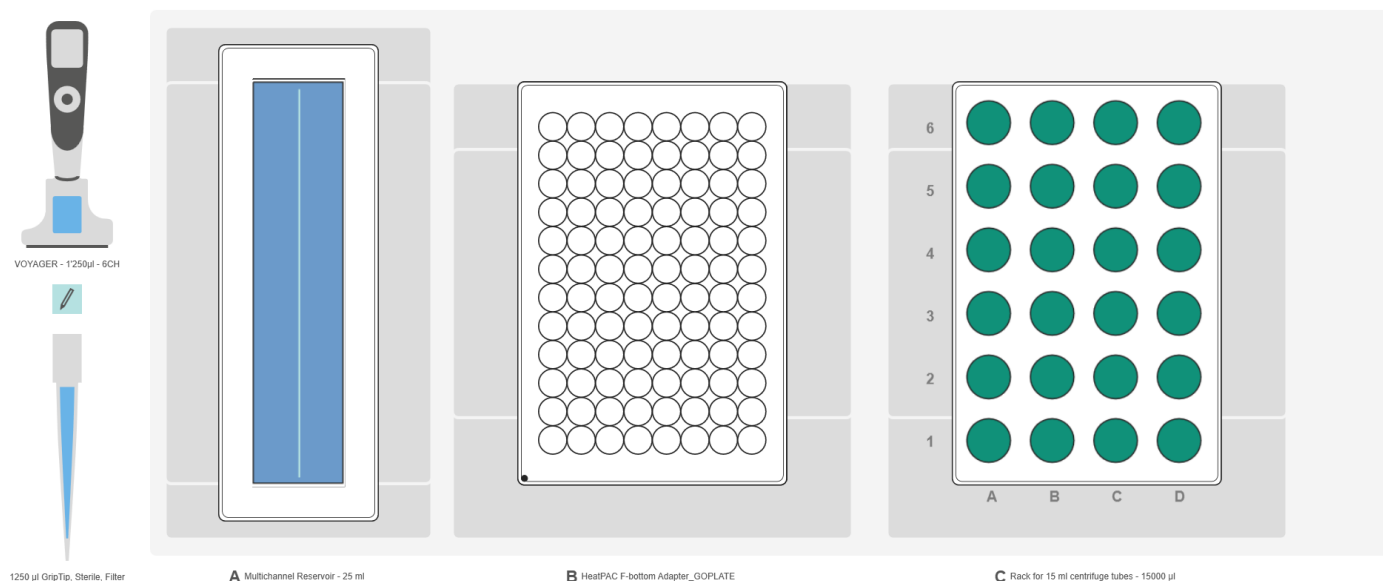 VOYAGER - 1'250µl - 6CH
1250 µl GripTip, Sterile, Filter
A Multichannel Reservoir - 25 ml
B HeatPAC F-bottom Adapter_GOPLATE
6
5
4
3
2
1
A B C D
C Rack for 15 ml centrifuge tubes - 15000 µl